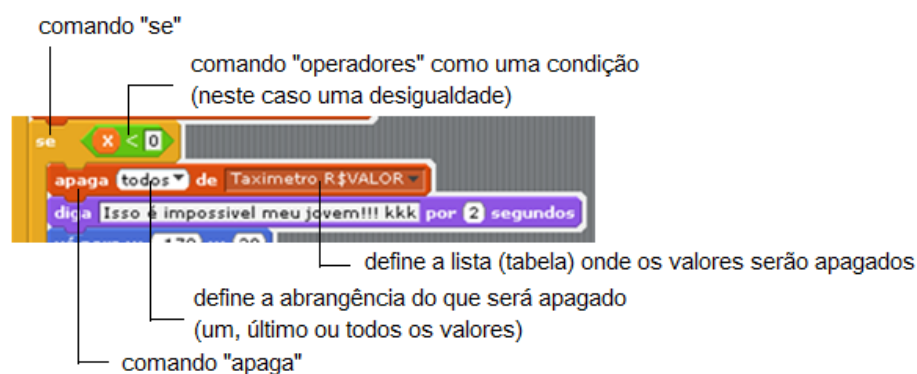 comando "se"
comando "operadores" como uma condição
(neste caso uma desigualdade)
se x < 0
apaga todos de Taximetro R$VALOR
diga Isso é impossivel meu jovem!!! kkk por 2 segundos
define a lista (tabela) onde os valores serão apagados
define a abrangência do que será apagado
(um, último ou todos os valores)
comando "apaga"